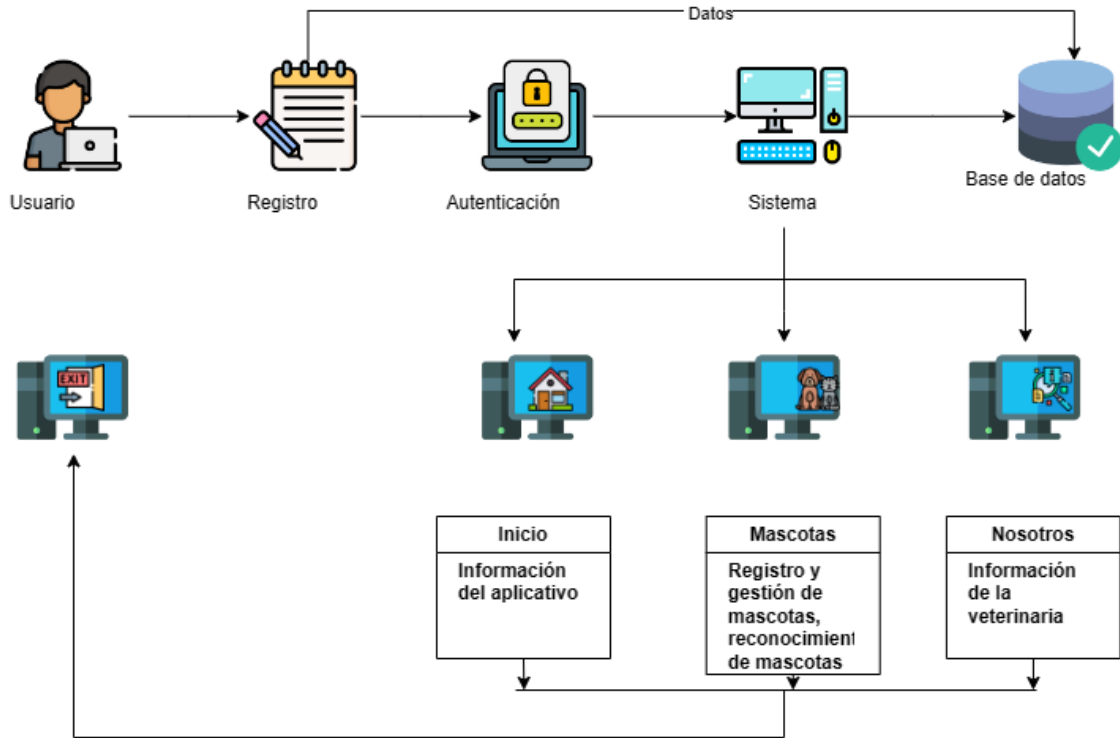 Datos
Usuario
Registro
Autenticación
Sistema
Base de datos
EXIT
Inicio
Información
del aplicativo
Mascotas
Registro y
gestión de
mascotas,
reconocimient
de mascotas
Nosotros
Información
de la
veterinaria